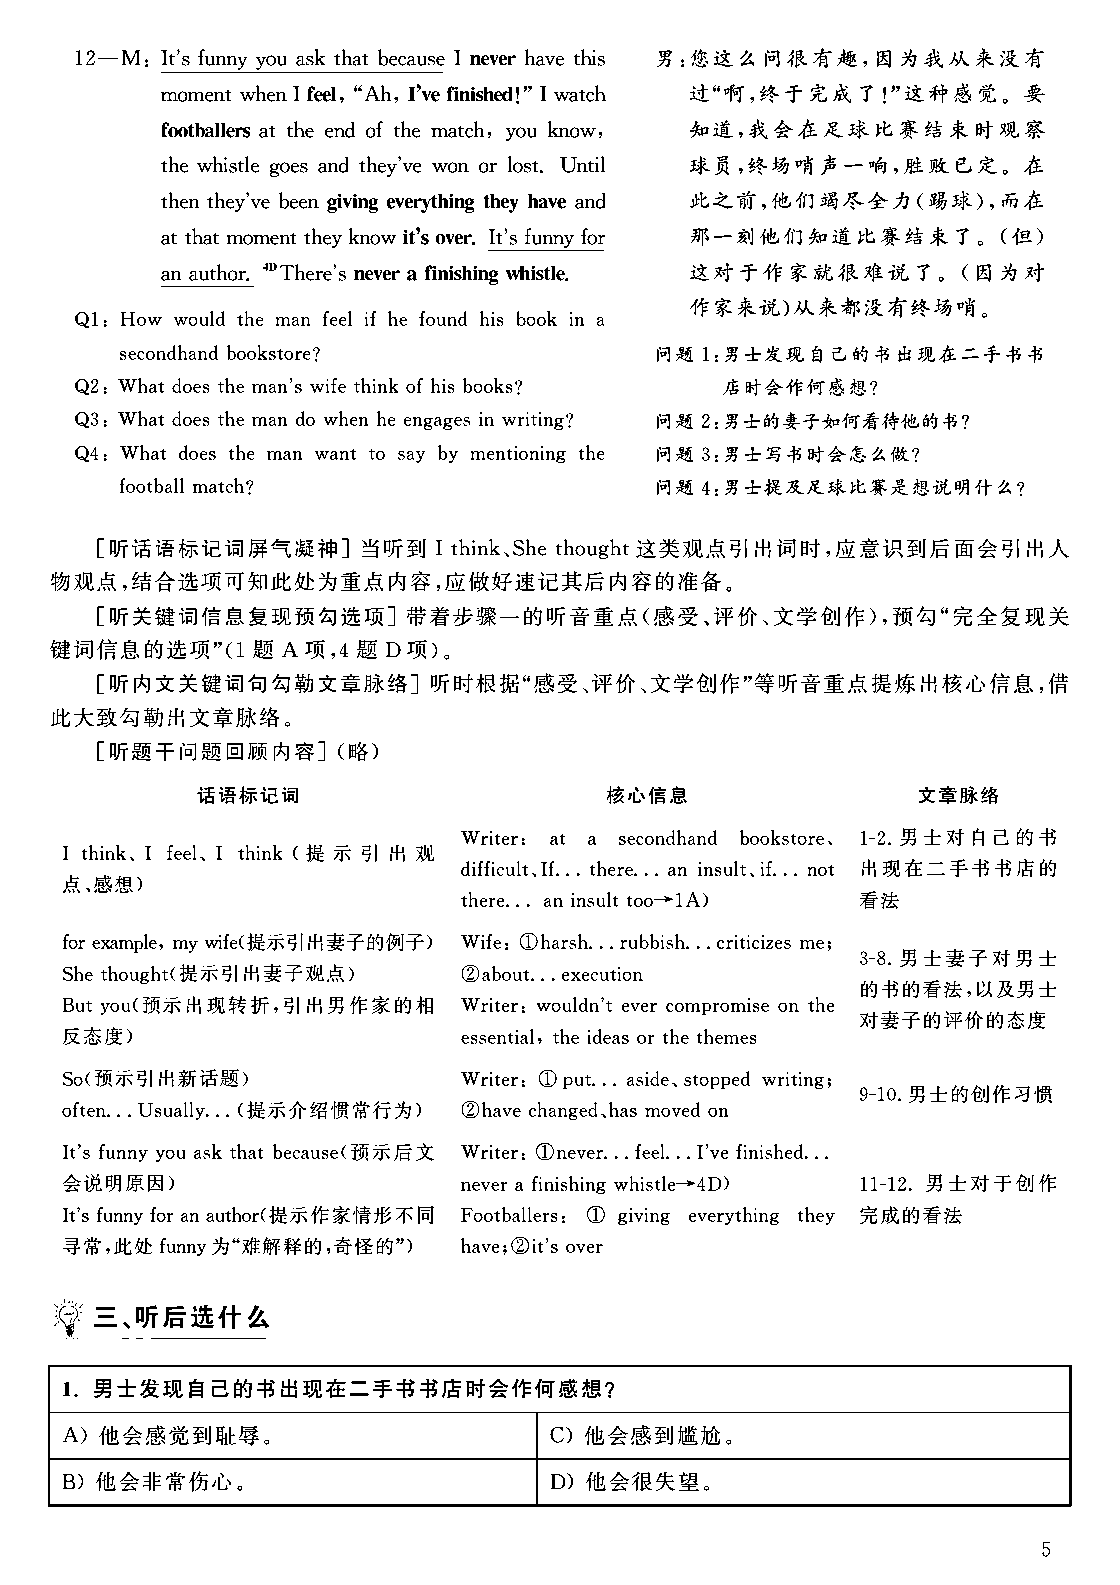 12—M: It's funny you ask that because I never have this
moment when I feel, “Ah, I've finished!” I watch
footballers at the end of the match, you know,
the whistle goes and they've won or lost. Until
then they've been giving everything they have and
at that moment they know it's over. It's funny for
an author. 4D)There's never a finishing whistle.
Q1: How would the man feel if he found his book in a
secondhand bookstore?
Q2: What does the man's wife think of his books?
Q3: What does the man do when he engages in writing?
Q4: What does the man want to say by mentioning the
football match?
男:您这么问很有趣,因为我从来没有
过“啊,终于完成了!”这种感觉。要
知道,我会在足球比赛结束时观察
球员,终场哨声一响,胜败已定。在
此之前,他们竭尽全力(踢球),而在
那一刻他们知道比赛结束了。(但)
这对于作家就很难说了。(因为对
作家来说)从来都没有终场哨。
问题1:男士发现自己的书出现在二手书书
店时会作何感想?
问题2:男士的妻子如何看待他的书?
问题3:男士写书时会怎么做?
问题4:男士提及足球比赛是想说明什么?
[听话语标记词屏气凝神] 当听到 I think、She thought 这类观点引出词时,应意识到后面会引出人
物观点,结合选项可知此处为重点内容,应做好速记其后内容的准备。
[听关键词信息复现预勾选项] 带着步骤一的听音重点(感受、评价、文学创作),预勾“完全复现关
键词信息的选项”(1 题 A 项,4 题 D 项)。
[听内文关键词句勾勒文章脉络] 听时根据“感受、评价、文学创作”等听音重点提炼出核心信息,借
此大致勾勒出文章脉络。
[听题干问题回顾内容] (略)
话语标记词 核心信息 文章脉络
I think、I feel、I think(提示引出观
点、感想)
Writer: at a secondhand bookstore、
difficult、If... there... an insult、if... not
there... an insult too→1A)
1-2. 男士对自己的书
出现在二手书书店的
看法
for example, my wife(提示引出妻子的例子)
She thought(提示引出妻子观点)
But you(预示出现转折,引出男作家的相
反态度)
Wife: ①harsh... rubbish... criticizes me;
②about... execution
Writer: wouldn't ever compromise on the
essential, the ideas or the themes
3-8. 男士妻子对男士
的书的看法,以及男士
对妻子的评价的态度
So(预示引出新话题)
often... Usually...(提示介绍惯常行为)
Writer: ①put... aside、stopped writing;
②have changed、has moved on
9-10. 男士的创作习惯
It's funny you ask that because(预示后文
会说明原因)
It's funny for an author(提示作家情形不同
寻常,此处 funny 为“难解释的,奇怪的”)
Writer: ①never... feel... I've finished...
never a finishing whistle→4D)
Footballers: ① giving everything they
have;②it's over
11-12. 男士对于创作
完成的看法
三、听后选什么
1. 男士发现自己的书出现在二手书书店时会作何感想?
A) 他会感觉到耻辱。 C) 他会感到尴尬。
B) 他会非常伤心。 D) 他会很失望。
5